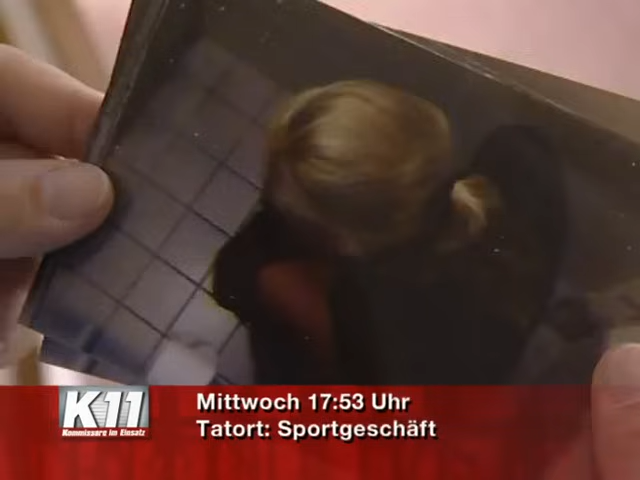 K11
Kommissare im Einsatz
Mittwoch 17:53 Uhr
Tatort: Sportgeschäft